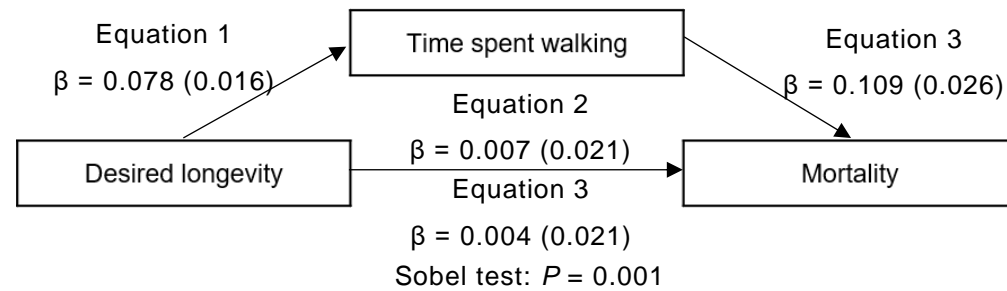 Equation 1
β = 0.078 (0.016)
Time spent walking
Equation 3
β = 0.109 (0.026)
Equation 2
β = 0.007 (0.021)
Desired longevity
Mortality
Equation 3
β = 0.004 (0.021)
Sobel test: P = 0.001